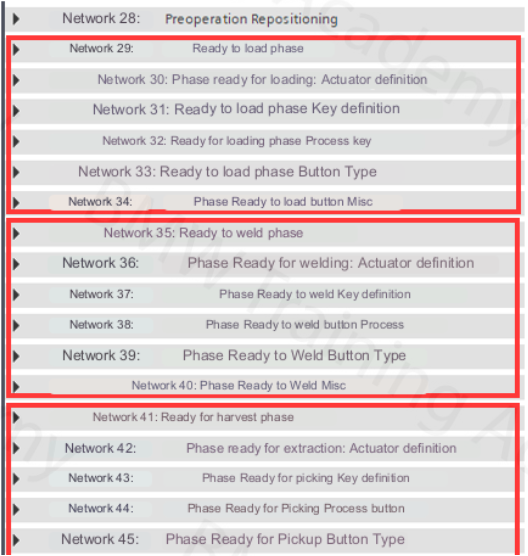 Network 28: Preoperation Repositioning
Network 29: Ready to load phase
Network 30: Phase ready for loading: Actuator definition
Network 31: Ready to load phase Key definition
Network 32: Ready for loading phase Process key
Network 33: Ready to load phase Button Type
Network 34: Phase Ready to load button Misc
Network 35: Ready to weld phase
Network 36: Phase Ready for welding: Actuator definition
Network 37: Phase Ready to weld Key definition
Network 38: Phase Ready to weld button Process
Network 39: Phase Ready to Weld Button Type
Network 40: Phase Ready to Weld Misc
Network 41: Ready for harvest phase
Network 42: Phase ready for extraction: Actuator definition
Network 43: Phase Ready for picking Key definition
Network 44: Phase Ready for Picking Process button
Network 45: Phase Ready for Pickup Button Type
Academy
BMW Training A
my